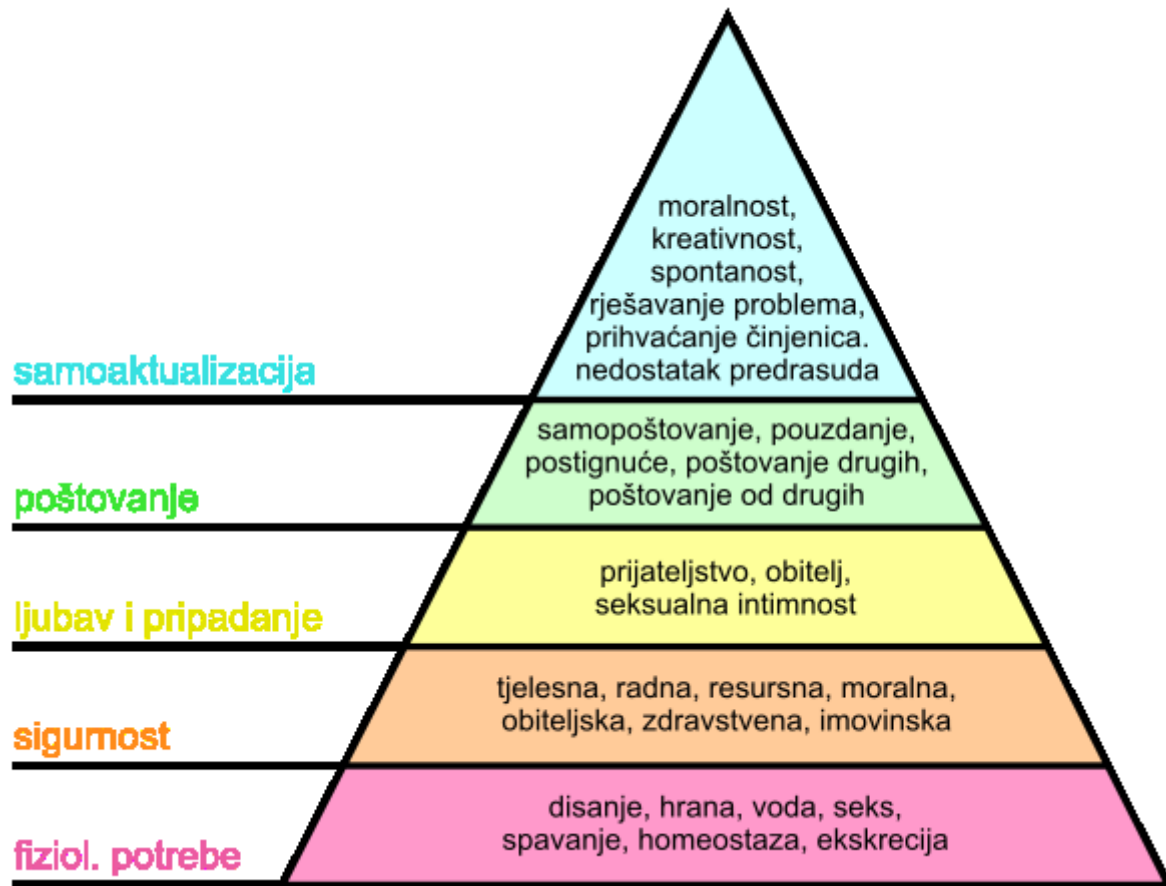 moralnost,
kreativnost,
spontanost,
rješavanje problema,
prihvaćanje činjenica.
nedostatak predrasuda
samoaktualizacija
samopoštovanje, pouzdanje,
postignuće, poštovanje drugih,
poštovanje od drugih
poštovanje
prijateljstvo, obitelj,
seksualna intimnost
ljubav i pripadanje
tjelesna, radna, resursna, moralna,
obiteljska, zdravstvena, imovinska
sigurnost
disanje, hrana, voda, seks,
spavanje, homeostaza, ekskrecija
fiziol. potrebe